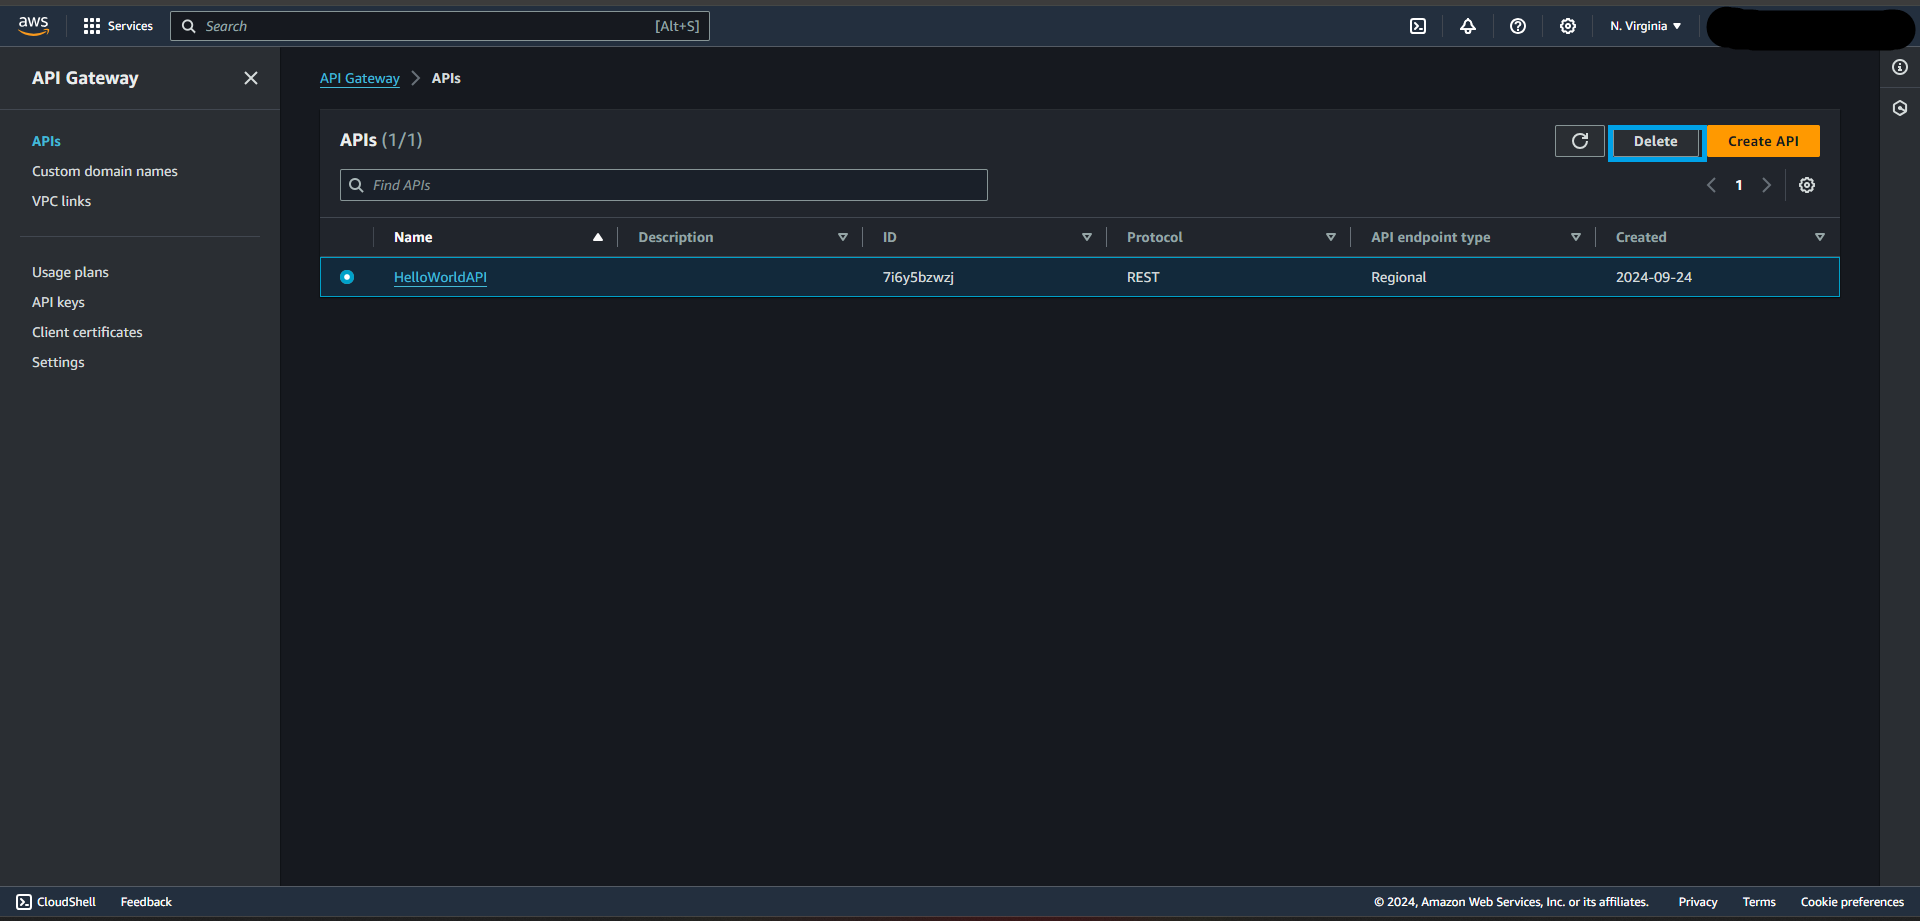 aws
Services
Search
[Alt+S]
N. Virginia
API Gateway
APIs
Custom domain names
VPC links
Usage plans
API keys
Client certificates
Settings
API Gateway
APIs
APIs (1/1)
Delete
Create API
Find APIs
1
Name
Description
ID
Protocol
API endpoint type
Created
HelloWorldAPI
7i6y5bzwzj
REST
Regional
2024-09-24
CloudShell
Feedback
© 2024, Amazon Web Services, Inc. or its affiliates.
Privacy
Terms
Cookie preferences